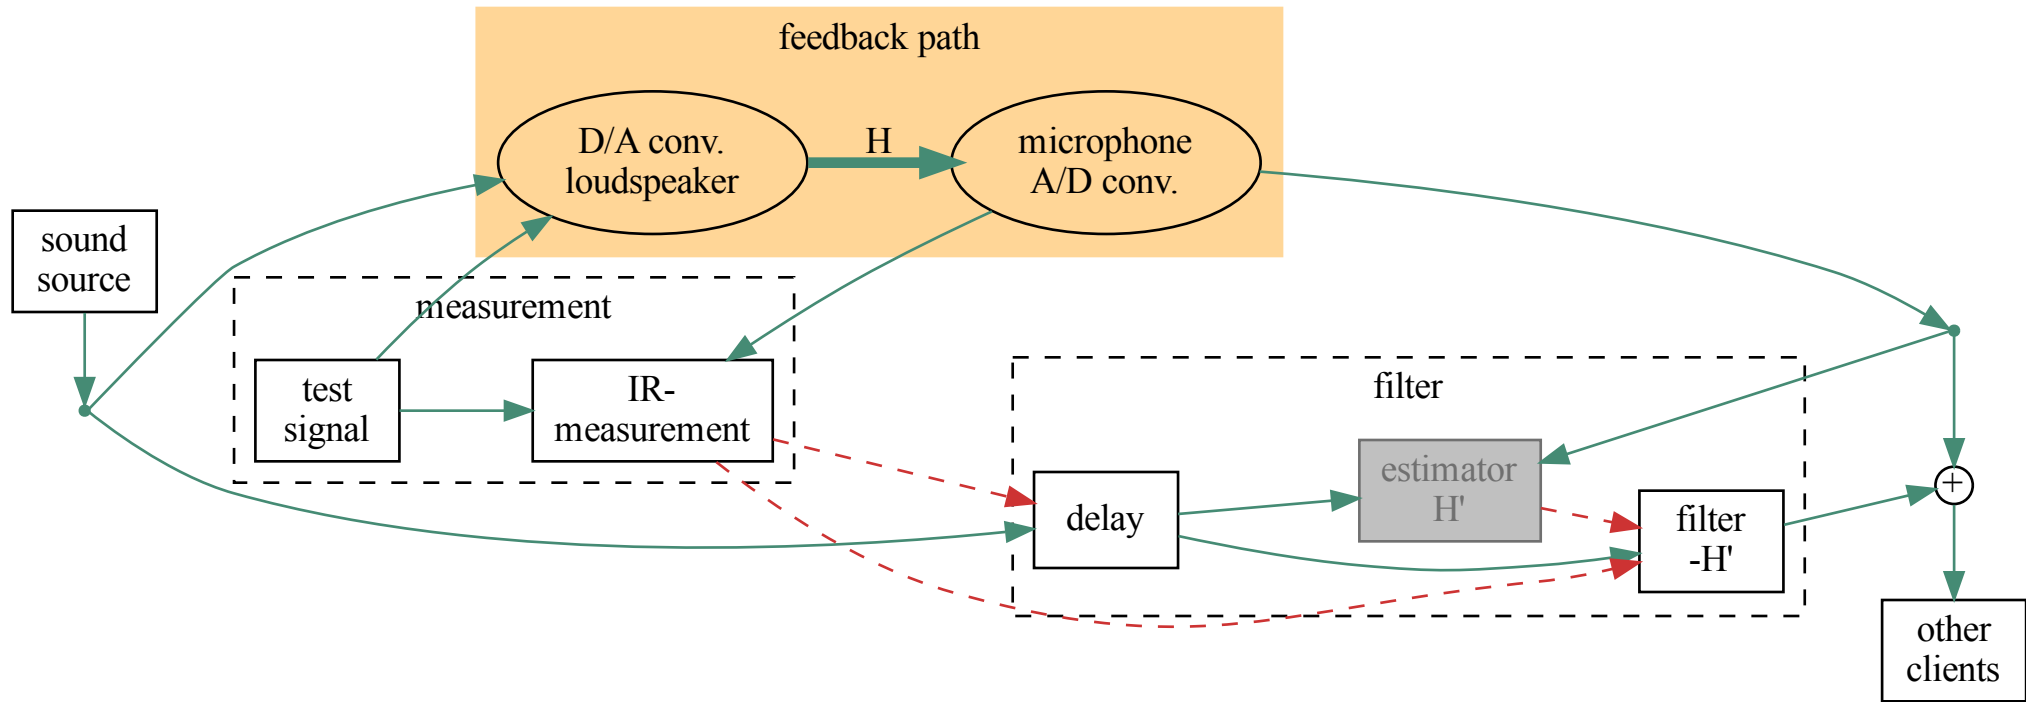 feedback path
D/A conv.
loudspeaker
H
microphone
A/D conv.
sound
source
measurement
test
signal
IR-
measurement
filter
delay
estimator
H'
filter
-H'
+
other
clients